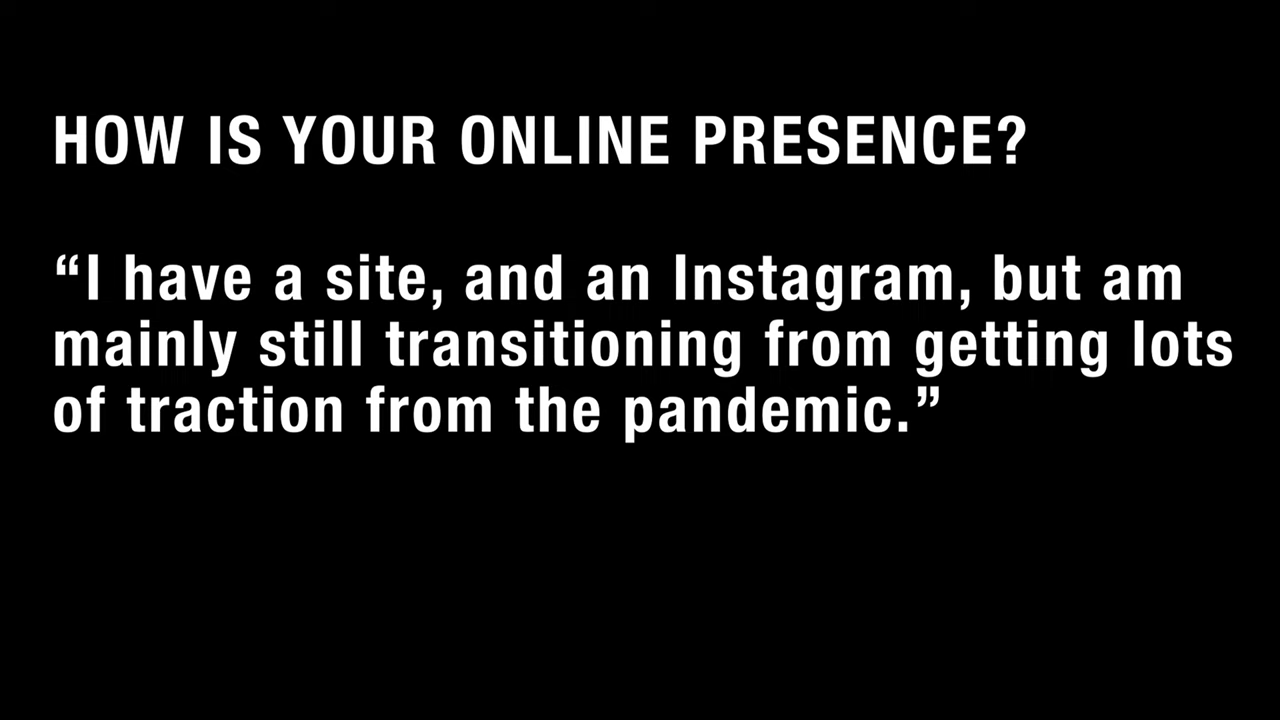 HOW IS YOUR ONLINE PRESENCE?
“I have a site, and an Instagram, but am
mainly still transitioning from getting lots
of traction from the pandemic.”